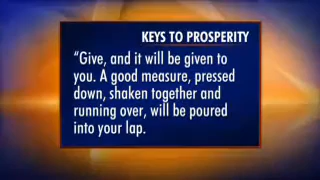 KEYS TO PROSPERITY
“Give, and it will be given to
you. A good measure, pressed
down, shaken together and
running over, will be poured
into your lap.